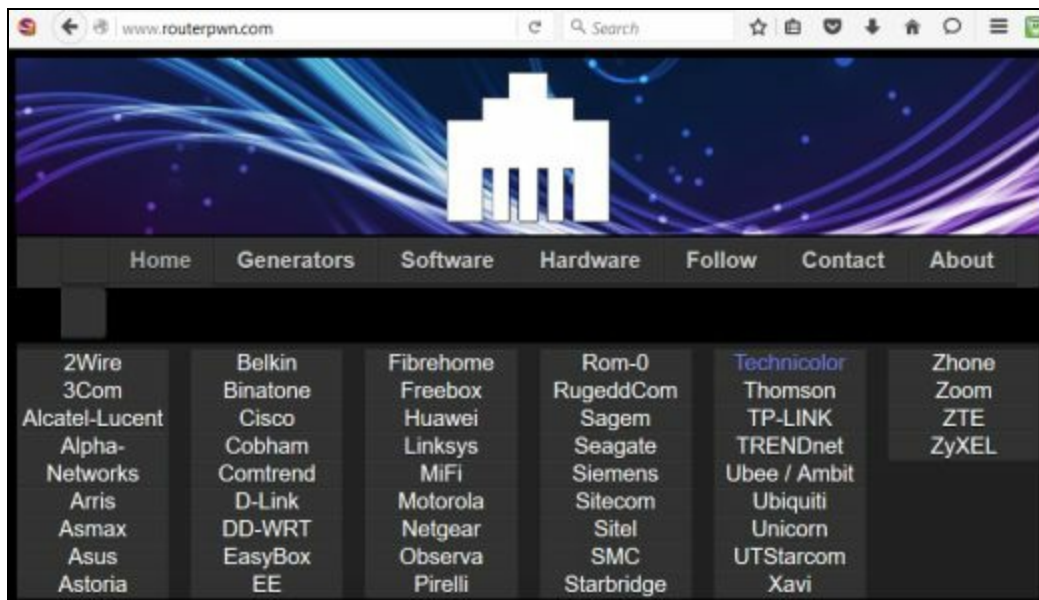 www.routerpwn.com
Search
Home Generators Software Hardware Follow Contact About
2Wire Belkin Fibrehome Rom-0 Technicolor Zhone
3Com Binatone Freebox RugeddCom Thomson Zoom
Alcatel-Lucent Cisco Huawei Sagem TP-LINK ZTE
Alpha- Cobham Linksys Seagate TRENDnet ZyXEL
Networks Comtrend MiFi Siemens Ubee / Ambit
Arris D-Link Motorola Sitecom Ubiquiti
Asmax DD-WRT Netgear Sitel Unicorn
Asus EasyBox Observa SMC UTStarcom
Astoria EE Pirelli Starbridge Xavi